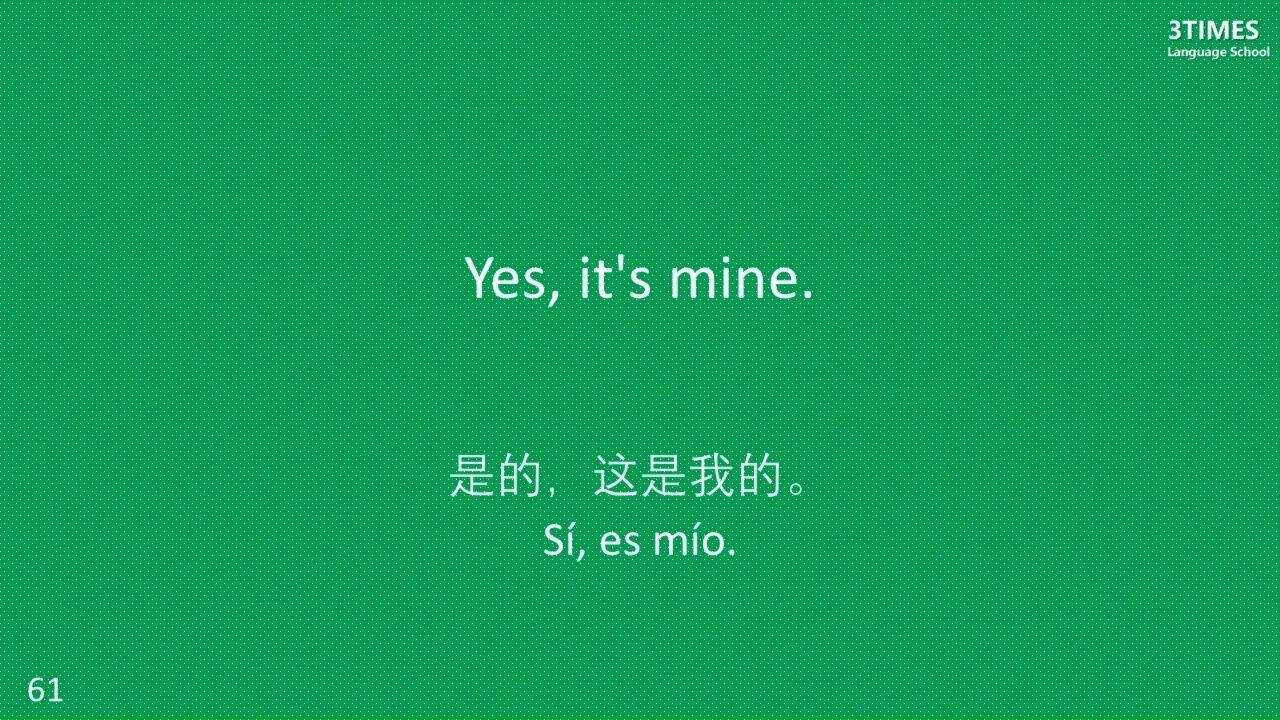 3TIMES
Language School
Yes, it's mine.
是的，这是我的。
Sí, es mío.
61